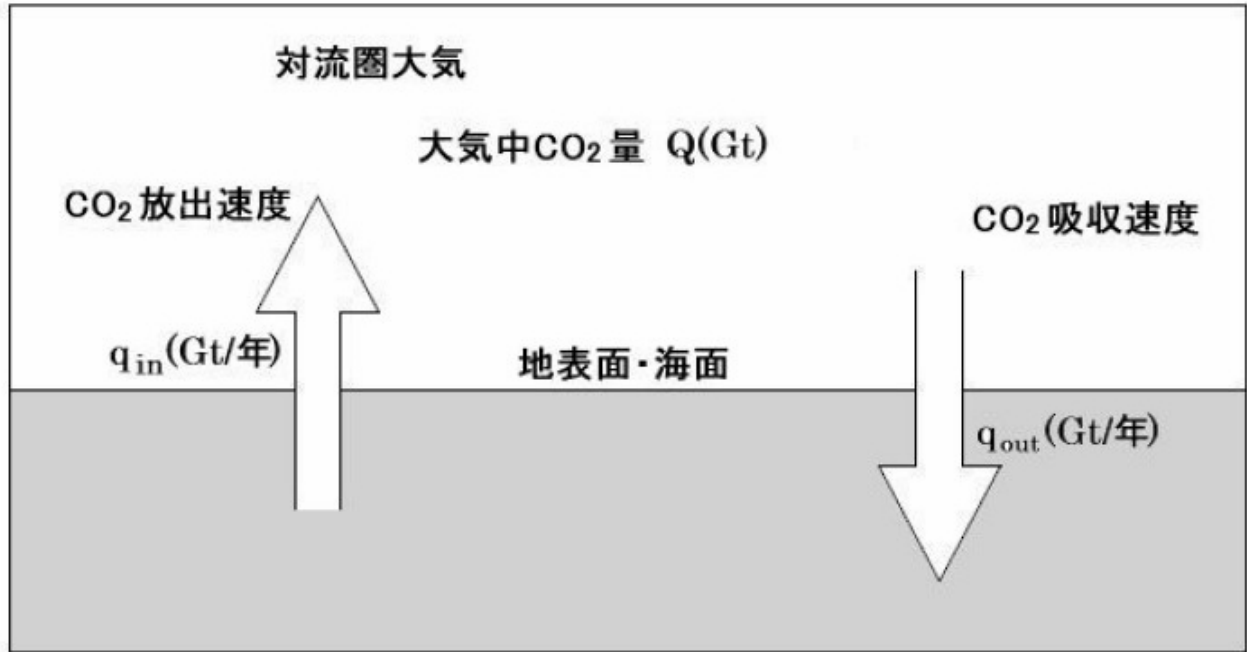 対流圏大気
大気中CO₂量 Q(Gt)
CO₂放出速度
CO₂吸収速度
q_in(Gt/年)
地表面・海面
q_out(Gt/年)